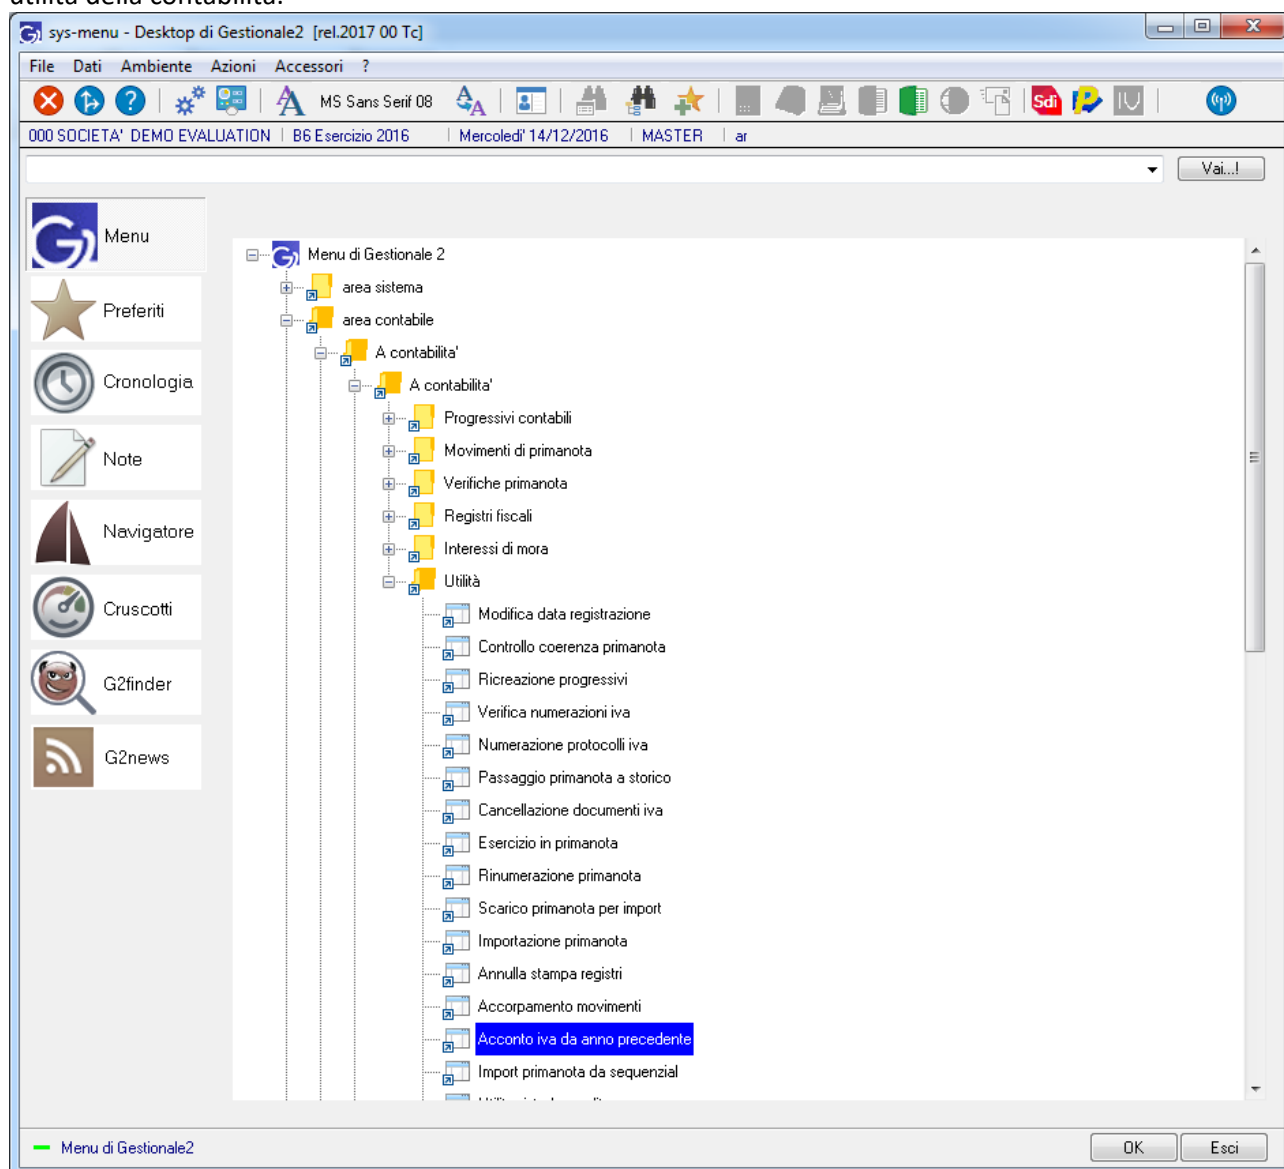 utilità della contabilità.
sys-menu - Desktop di Gestionale2 [rel.2017 00 Tc]
File Dati Ambiente Azioni Accessori ?
MS Sans Serif 08
Sdi
000 SOCIETA' DEMO EVALUATION | B6 Esercizio 2016 | Mercoledi' 14/12/2016 | MASTER | ar
Vai...!
Menu
Preferiti
Cronologia
Note
Navigatore
Cruscotti
G2finder
G2news
Menu di Gestionale 2
area sistema
area contabile
A contabilita'
A contabilita'
Progressivi contabili
Movimenti di primanota
Verifiche primanota
Registri fiscali
Interessi di mora
Utilità
Modifica data registrazione
Controllo coerenza primanota
Ricreazione progressivi
Verifica numerazioni iva
Numerazione protocolli iva
Passaggio primanota a storico
Cancellazione documenti iva
Esercizio in primanota
Rinumerazione primanota
Scarico primanota per import
Importazione primanota
Annulla stampa registri
Accorpamento movimenti
Acconto iva da anno precedente
Import primanota da sequenzial
Menu di Gestionale2
OK Esci